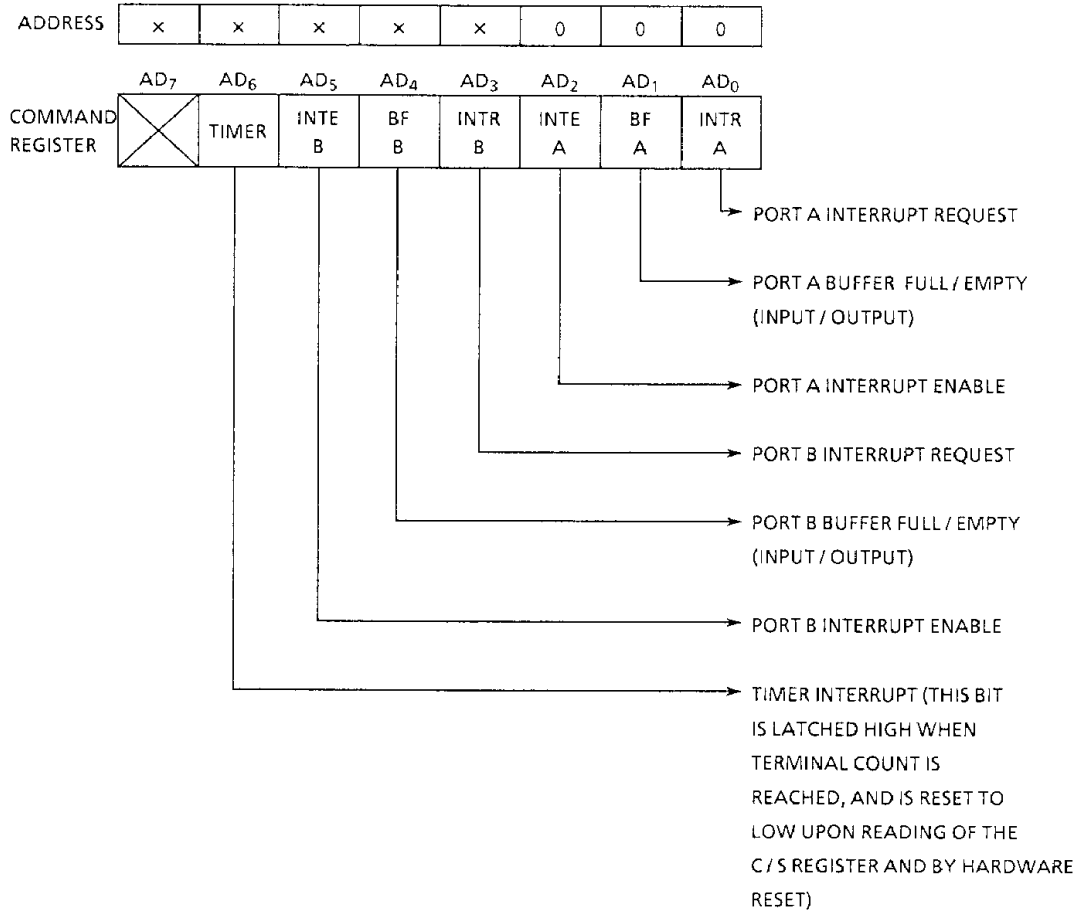 ADDRESS × × × × × 0 0 0
AD7 AD6 AD5 AD4 AD3 AD2 AD1 AD0
COMMAND REGISTER
TIMER
INTE B
BF B
INTR B
INTE A
BF A
INTR A
PORT A INTERRUPT REQUEST
PORT A BUFFER FULL / EMPTY
(INPUT / OUTPUT)
PORT A INTERRUPT ENABLE
PORT B INTERRUPT REQUEST
PORT B BUFFER FULL / EMPTY
(INPUT / OUTPUT)
PORT B INTERRUPT ENABLE
TIMER INTERRUPT (THIS BIT
IS LATCHED HIGH WHEN
TERMINAL COUNT IS
REACHED, AND IS RESET TO
LOW UPON READING OF THE
C / S REGISTER AND BY HARDWARE
RESET)